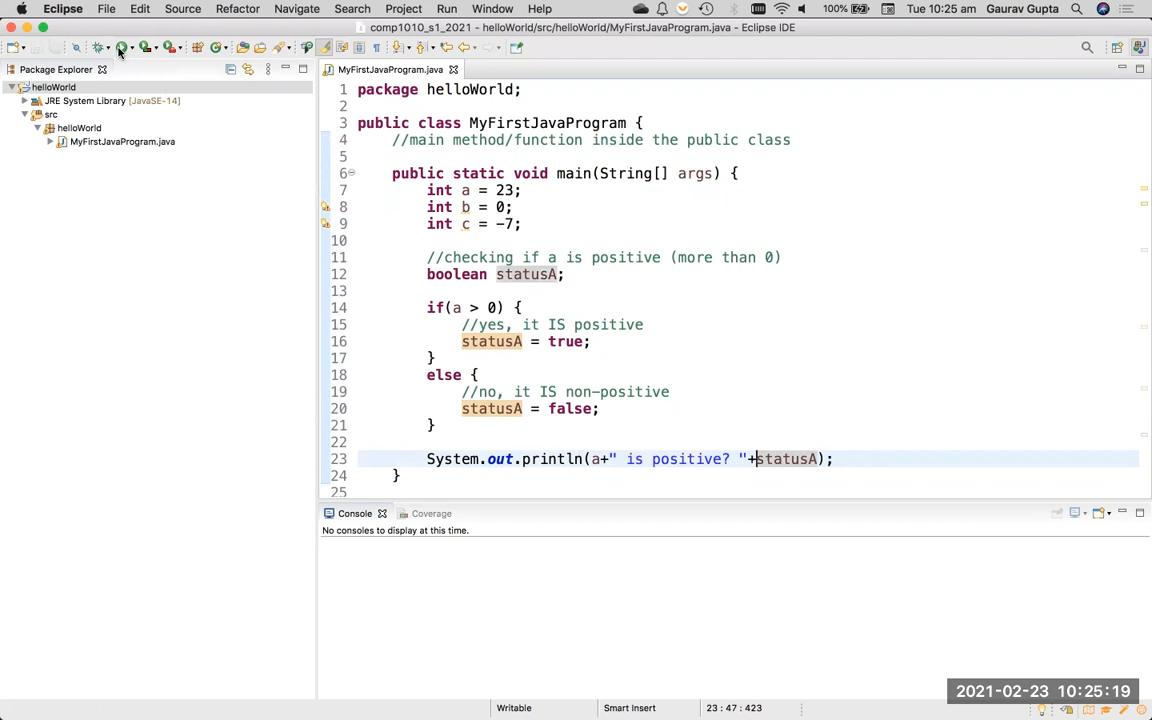 Eclipse File Edit Source Refactor Navigate Search Project Run Window Help 100% Tue 10:25 am Gaurav Gupta
comp1010_s1_2021 - helloWorld/src/helloWorld/MyFirstJavaProgram.java - Eclipse IDE
Package Explorer
helloWorld
JRE System Library [JavaSE-14]
src
helloWorld
MyFirstJavaProgram.java
MyFirstJavaProgram.java
1 package helloWorld;
2
3 public class MyFirstJavaProgram {
4 //main method/function inside the public class
5
6 public static void main(String[] args) {
7 int a = 23;
8 int b = 0;
9 int c = -7;
10
11 //checking if a is positive (more than 0)
12 boolean statusA;
13
14 if(a > 0) {
15 //yes, it IS positive
16 statusA = true;
17 }
18 else {
19 //no, it IS non-positive
20 statusA = false;
21 }
22
23 System.out.println(a+" is positive? "+statusA);
24 }
25
Console Coverage
No consoles to display at this time.
2021-02-23 10:25:19
Writable Smart Insert 23 : 47 : 423